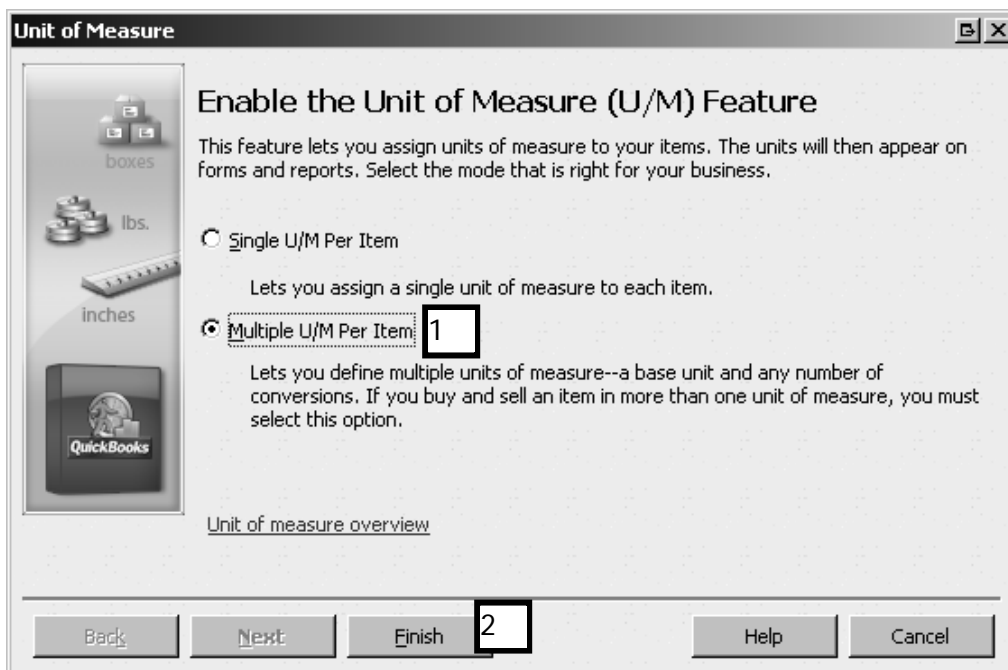 Unit of Measure
Enable the Unit of Measure (U/M) Feature
This feature lets you assign units of measure to your items. The units will then appear on
forms and reports. Select the mode that is right for your business.
boxes
lbs.
inches
QuickBooks
Single U/M Per Item
Lets you assign a single unit of measure to each item.
Multiple U/M Per Item 1
Lets you define multiple units of measure--a base unit and any number of
conversions. If you buy and sell an item in more than one unit of measure, you must
select this option.
Unit of measure overview
Back Next Finish 2 Help Cancel